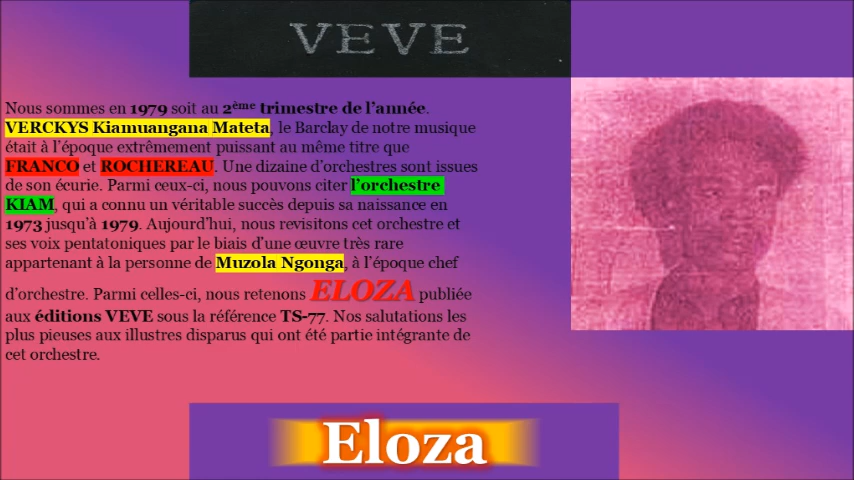 VEVE
Nous sommes en 1979 soit au 2ème trimestre de l'année.
VERCKYS Kiamuangana Mateta, le Barclay de notre musique
était à l'époque extrêmement puissant au même titre que
FRANCO et ROCHEREAU. Une dizaine d'orchestres sont issues
de son écurie. Parmi ceux-ci, nous pouvons citer l'orchestre
KIAM, qui a connu un véritable succès depuis sa naissance en
1973 jusqu'à 1979. Aujourd'hui, nous revisitons cet orchestre et
ses voix pentatoniques par le biais d'une œuvre très rare
appartenant à la personne de Muzola Ngonga, à l'époque chef
d'orchestre. Parmi celles-ci, nous retenons ELOZA publiée
aux éditions VEVE sous la référence TS-77. Nos salutations les
plus pieuses aux illustres disparus qui ont été partie intégrante de
cet orchestre.
Eloza